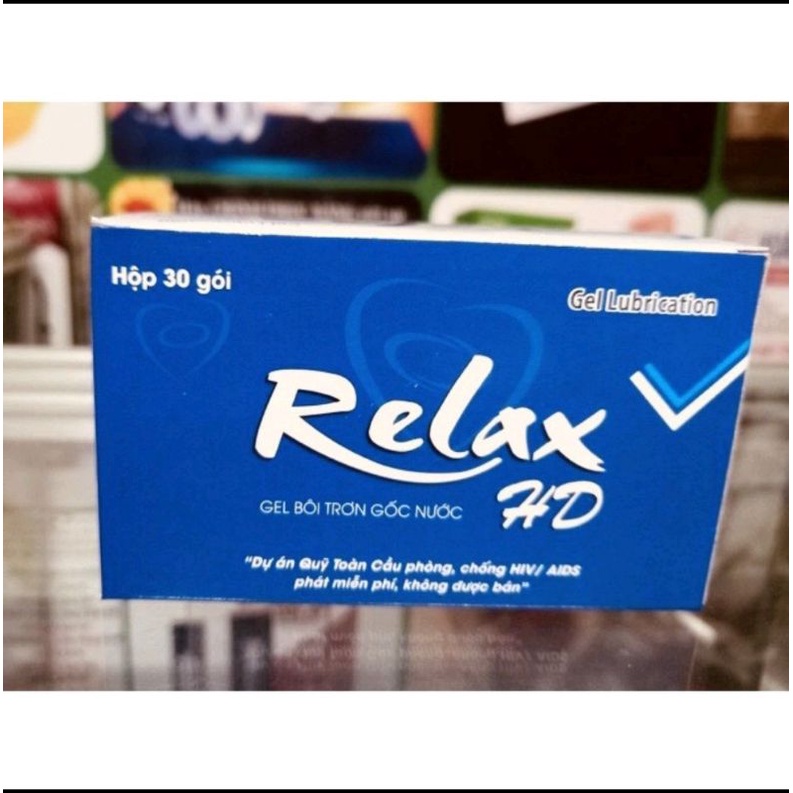 Hộp 30 gói
Gel Lubrication
Relax
HD
GEL BÔI TRƠN GỐC NƯỚC
"Dự án Quỹ Toàn Cầu phòng, chống HIV/ AIDS
phát miễn phí, không được bán"